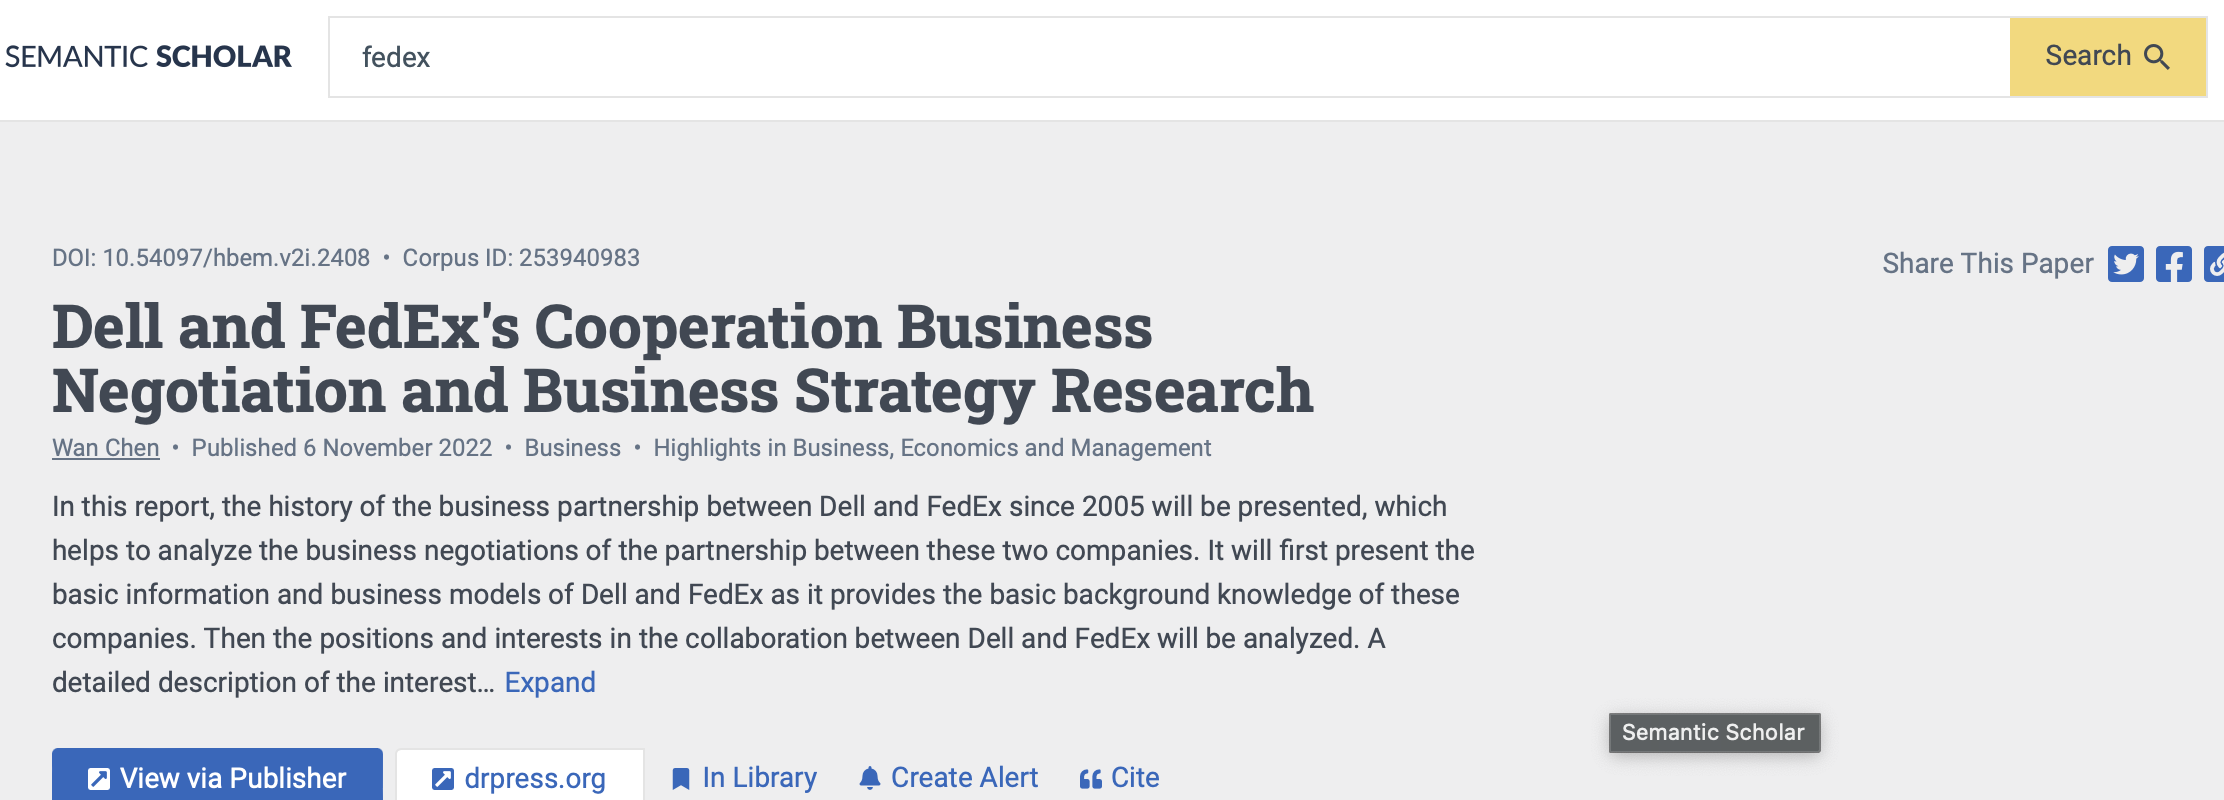 SEMANTIC SCHOLAR
fedex
Search
DOI: 10.54097/hbem.v2i.2408 • Corpus ID: 253940983
Share This Paper
Dell and FedEx's Cooperation Business
Negotiation and Business Strategy Research
Wan Chen • Published 6 November 2022 • Business • Highlights in Business, Economics and Management
In this report, the history of the business partnership between Dell and FedEx since 2005 will be presented, which
helps to analyze the business negotiations of the partnership between these two companies. It will first present the
basic information and business models of Dell and FedEx as it provides the basic background knowledge of these
companies. Then the positions and interests in the collaboration between Dell and FedEx will be analyzed. A
detailed description of the interest… Expand
Semantic Scholar
View via Publisher
drpress.org
In Library
Create Alert
Cite